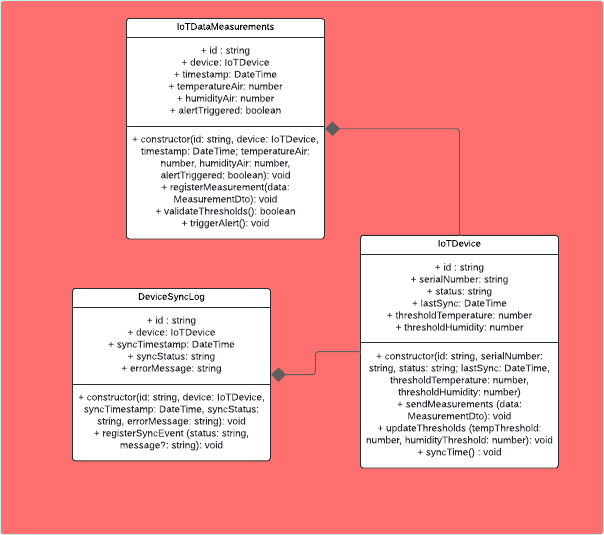 IoTDataMeasurements
+ id : string
+ device: IoTDevice
+ timestamp: DateTime
+ temperatureAir: number
+ humidityAir: number
+ alertTriggered: boolean
+ constructor(id: string, device: IoTDevice,
timestamp: DateTime; temperatureAir:
number, humidityAir: number,
alertTriggered: boolean): void
+ registerMeasurement(data:
MeasurementDto): void
+ validateThresholds(): boolean
+ triggerAlert(): void
IoTDevice
+ id : string
+ serialNumber: string
+ status: string
+ lastSync: DateTime
+ thresholdTemperature: number
+ thresholdHumidity: number
+ constructor(id: string, serialNumber:
string, status: string; lastSync: DateTime,
thresholdTemperature: number,
thresholdHumidity: number)
+ sendMeasurements (data:
MeasurementDto): void
+ updateThresholds (tempThreshold:
number, humidityThreshold: number): void
+ syncTime() : void
DeviceSyncLog
+ id : string
+ device: IoTDevice
+ syncTimestamp: DateTime
+ syncStatus: string
+ errorMessage: string
+ constructor(id: string, device: IoTDevice,
syncTimestamp: DateTime, syncStatus:
string, errorMessage: string): void
+ registerSyncEvent (status: string,
message?: string): void